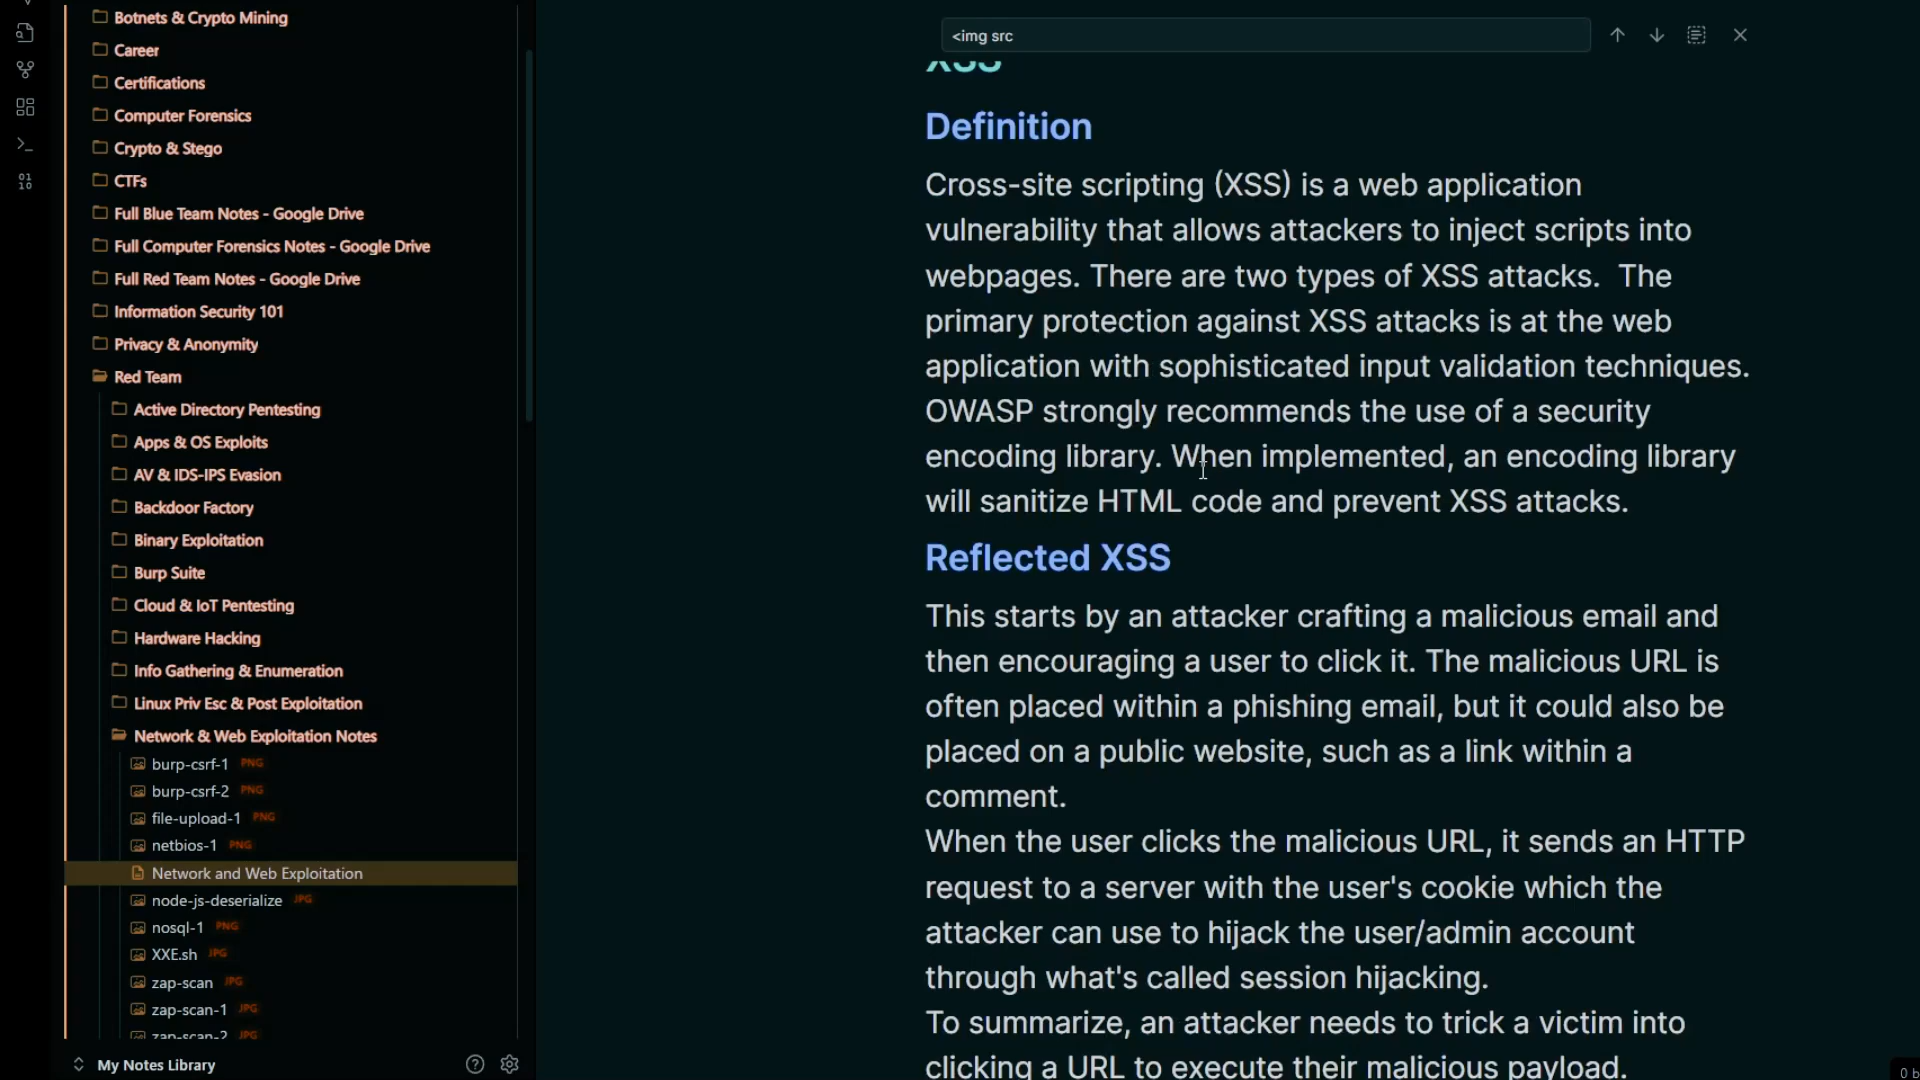 Botnets & Crypto Mining
Career
Certifications
Computer Forensics
Crypto & Stego
CTFs
Full Blue Team Notes - Google Drive
Full Computer Forensics Notes - Google Drive
Full Red Team Notes - Google Drive
Information Security 101
Privacy & Anonymity
Red Team
Active Directory Pentesting
Apps & OS Exploits
AV & IDS-IPS Evasion
Backdoor Factory
Binary Exploitation
Burp Suite
Cloud & IoT Pentesting
Hardware Hacking
Info Gathering & Enumeration
Linux Priv Esc & Post Exploitation
Network & Web Exploitation Notes
burp-csrf-1 PNG
burp-csrf-2 PNG
file-upload-1 PNG
netbios-1 PNG
Network and Web Exploitation
node-js-deserialize JPG
nosql-1 PNG
XXE.sh JPG
zap-scan JPG
zap-scan-1 JPG
zap-scan-2 JPG
My Notes Library
<img src
XSS
Definition
Cross-site scripting (XSS) is a web application
vulnerability that allows attackers to inject scripts into
webpages. There are two types of XSS attacks.  The
primary protection against XSS attacks is at the web
application with sophisticated input validation techniques.
OWASP strongly recommends the use of a security
encoding library. When implemented, an encoding library
will sanitize HTML code and prevent XSS attacks.
Reflected XSS
This starts by an attacker crafting a malicious email and
then encouraging a user to click it. The malicious URL is
often placed within a phishing email, but it could also be
placed on a public website, such as a link within a
comment.
When the user clicks the malicious URL, it sends an HTTP
request to a server with the user's cookie which the
attacker can use to hijack the user/admin account
through what's called session hijacking.
To summarize, an attacker needs to trick a victim into
clicking a URL to execute their malicious payload.
0 b